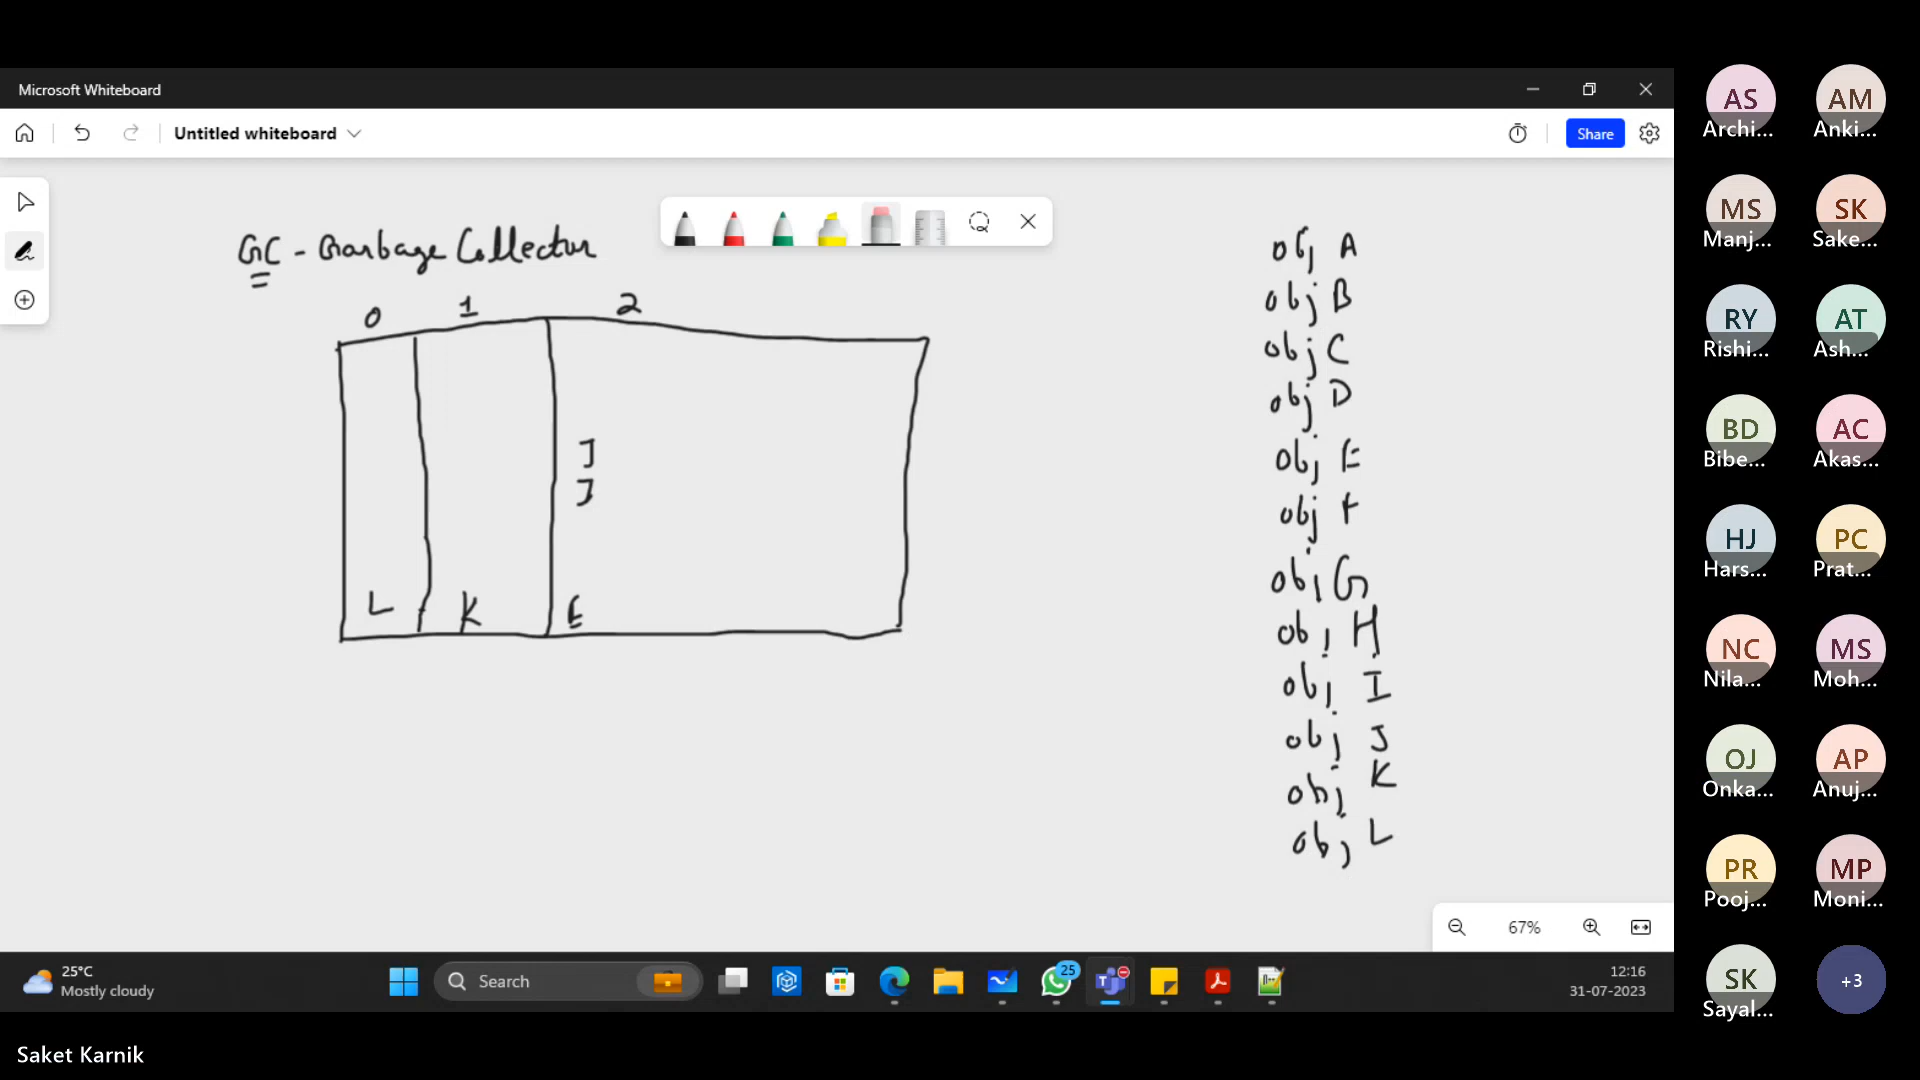 Microsoft Whiteboard
Untitled whiteboard
Share
GC - Garbage Collector
0 1 2
J
J
L K E
obj A
obj B
obj C
obj D
obj E
obj F
obj G
obj H
obj I
obj J
obj K
obj L
67%
25°C
Mostly cloudy
Search
25
12:16
31-07-2023
AS AM
Archi... Anki...
MS SK
Manj... Sake...
RY AT
Rishi... Ash...
BD AC
Bibe... Akas...
HJ PC
Hars... Prat...
NC MS
Nila... Moh...
OJ AP
Onka... Anuj...
PR MP
Pooj... Moni...
SK +3
Sayal...
Saket Karnik